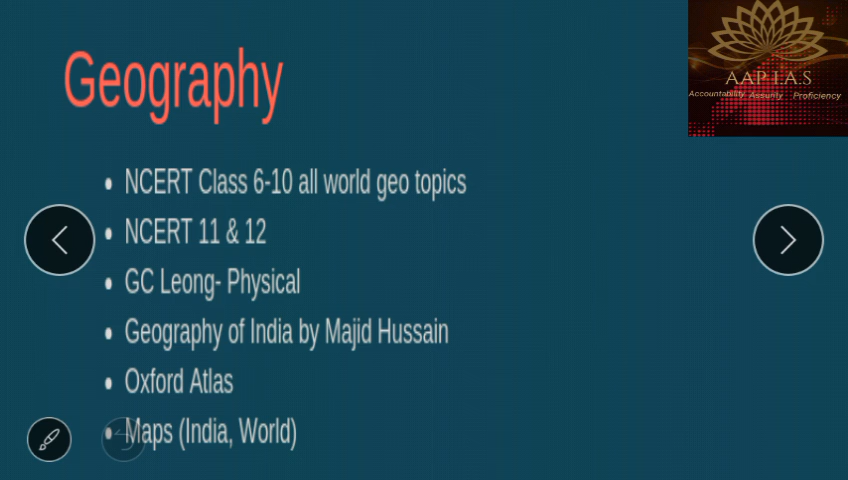 Geography
AAP I.A.S
Accountability Assurity Proficiency
NCERT Class 6-10 all world geo topics
NCERT 11 & 12
GC Leong- Physical
Geography of India by Majid Hussain
Oxford Atlas
Maps (India, World)